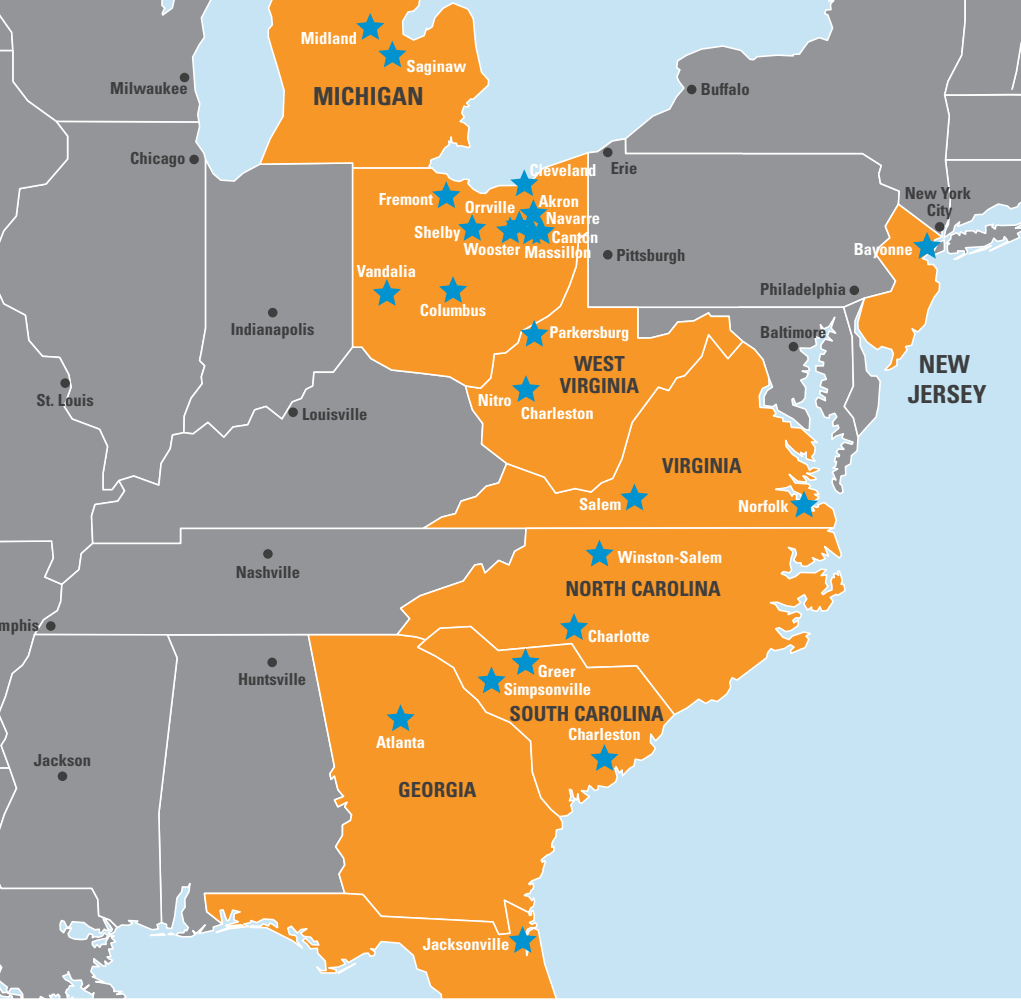 Midland
Saginaw
Milwaukee
MICHIGAN
Buffalo
Chicago
Erie
Cleveland
Fremont
Orrville
Akron
Navarre
Shelby
Canton
Wooster
Massillon
New York
City
Bayonne
Pittsburgh
Vandalia
Columbus
Philadelphia
Indianapolis
Parkersburg
Baltimore
WEST
VIRGINIA
NEW
JERSEY
St. Louis
Nitro
Charleston
Louisville
VIRGINIA
Salem
Norfolk
Nashville
Winston-Salem
NORTH CAROLINA
mphis
Charlotte
Huntsville
Greer
Simpsonville
SOUTH CAROLINA
Charleston
Atlanta
Jackson
GEORGIA
Jacksonville